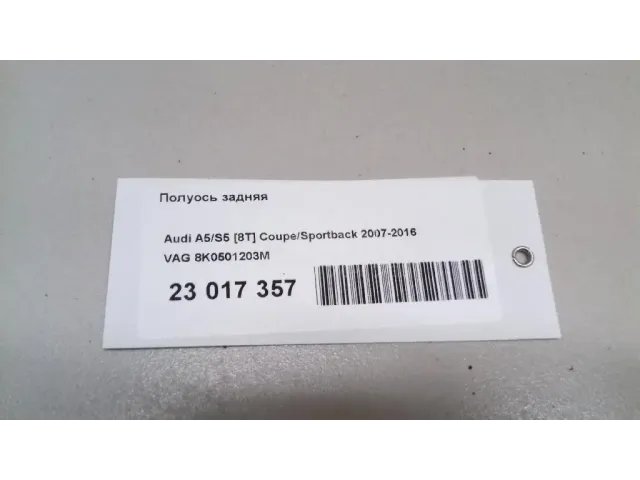 Полуось задняя
Audi A5/S5 [8T] Coupe/Sportback 2007-2016
VAG 8K0501203M
23 017 357